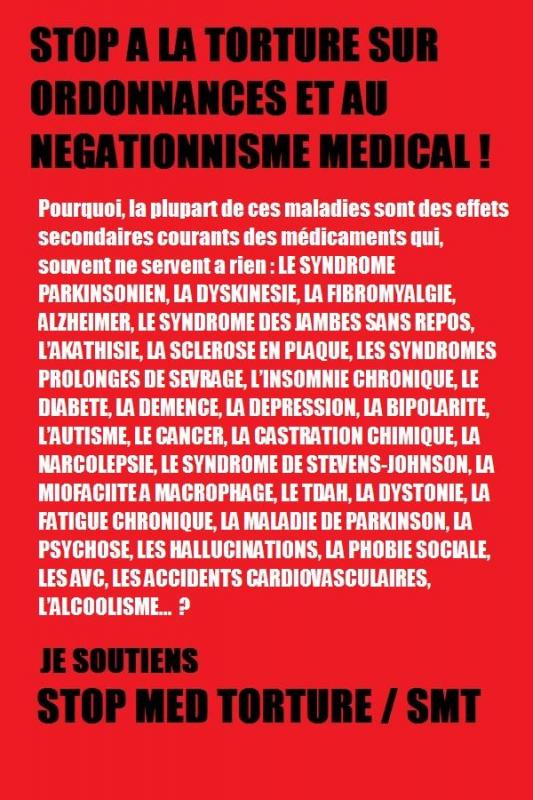 STOP A LA TORTURE SUR
ORDONNANCES ET AU
NEGATIONNISME MEDICAL !
Pourquoi, la plupart de ces maladies sont des effets
secondaires courants des médicaments qui,
souvent ne servent a rien : LE SYNDROME
PARKINSONIEN, LA DYSKINESIE, LA FIBROMYALGIE,
ALZHEIMER, LE SYNDROME DES JAMBES SANS REPOS,
L'AKATHISIE, LA SCLEROSE EN PLAQUE, LES SYNDROMES
PROLONGES DE SEVRAGE, L'INSOMNIE CHRONIQUE, LE
DIABETE, LA DEMENCE, LA DEPRESSION, LA BIPOLARITE,
L'AUTISME, LE CANCER, LA CASTRATION CHIMIQUE, LA
NARCOLEPSIE, LE SYNDROME DE STEVENS-JOHNSON, LA
MIOFACIITE A MACROPHAGE, LE TDAH, LA DYSTONIE, LA
FATIGUE CHRONIQUE, LA MALADIE DE PARKINSON, LA
PSYCHOSE, LES HALLUCINATIONS, LA PHOBIE SOCIALE,
LES AVC, LES ACCIDENTS CARDIOVASCULAIRES,
L'ALCOOLISME... ?
JE SOUTIENS
STOP MED TORTURE / SMT